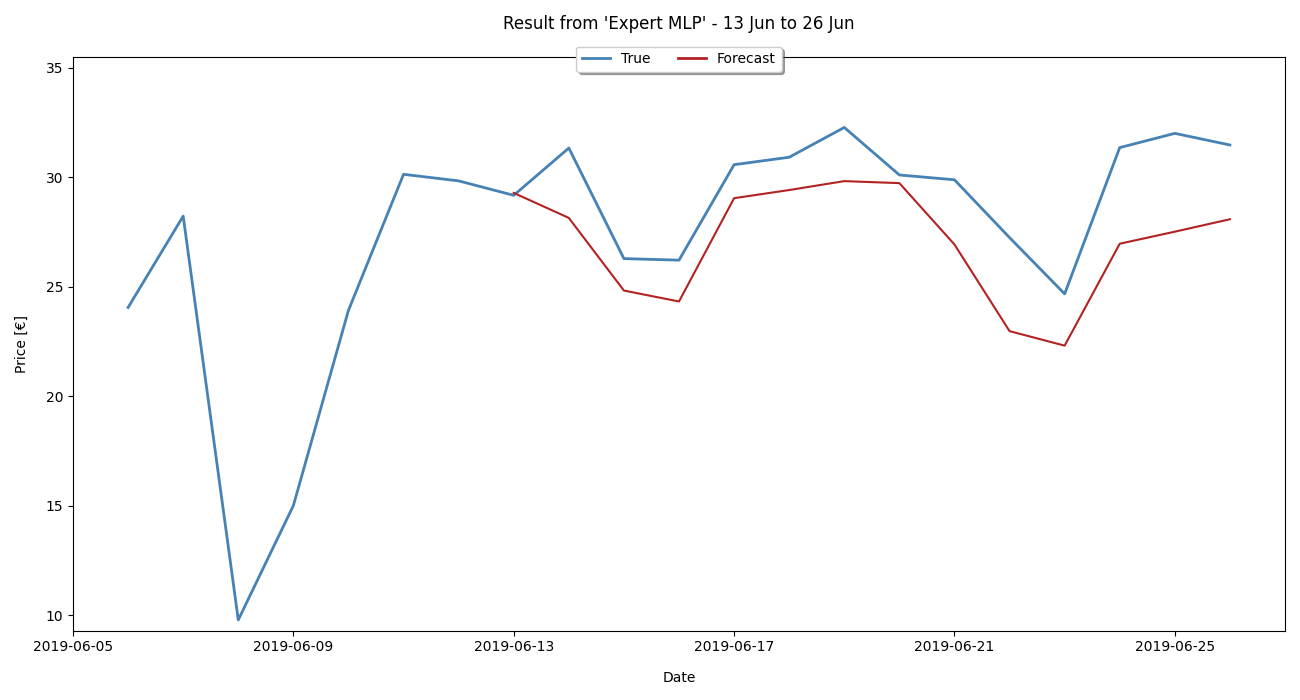 Result from 'Expert MLP' - 13 Jun to 26 Jun
True Forecast
35
30
25
20
15
10
Price [€]
2019-06-05 2019-06-09 2019-06-13 2019-06-17 2019-06-21 2019-06-25
Date